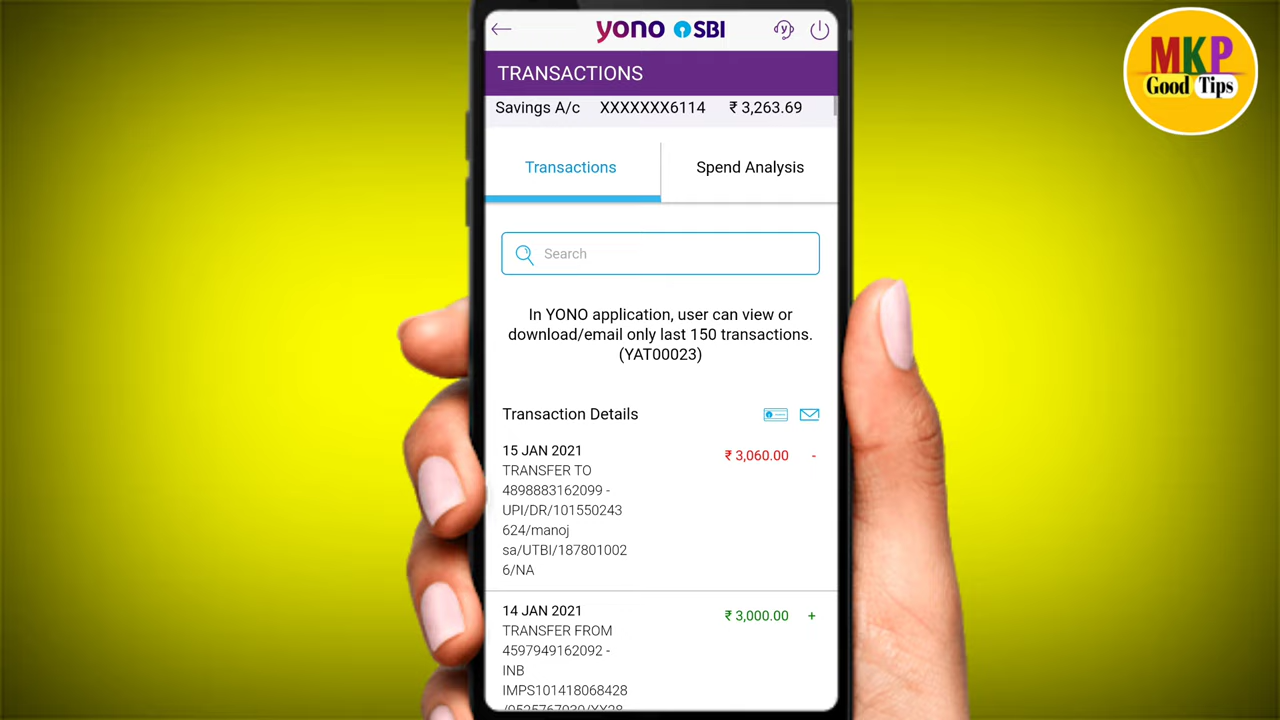 yono SBI
TRANSACTIONS
Savings A/c XXXXXXX6114 ₹ 3,263.69
Transactions Spend Analysis
Search
In YONO application, user can view or
download/email only last 150 transactions.
(YAT00023)
Transaction Details
15 JAN 2021 ₹ 3,060.00 -
TRANSFER TO
4898883162099 -
UPI/DR/101550243
624/manoj
sa/UTBI/187801002
6/NA
14 JAN 2021 ₹ 3,000.00 +
TRANSFER FROM
4597949162092 -
INB
IMPS101418068428
MKP
Good Tips